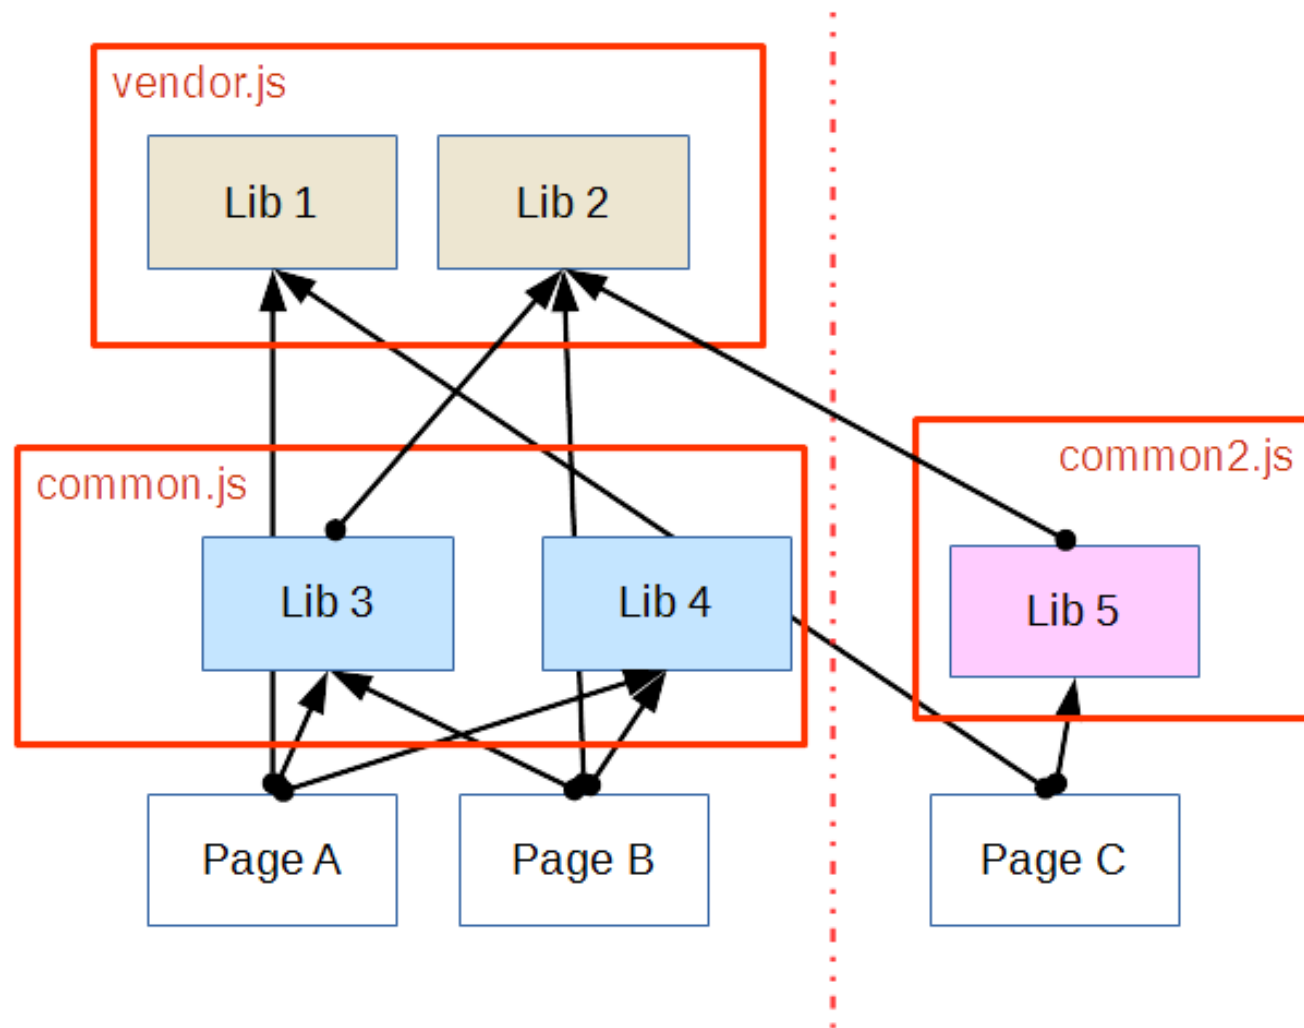 vendor.js
Lib 1
Lib 2
common.js
common2.js
Lib 3
Lib 4
Lib 5
Page A
Page B
Page C